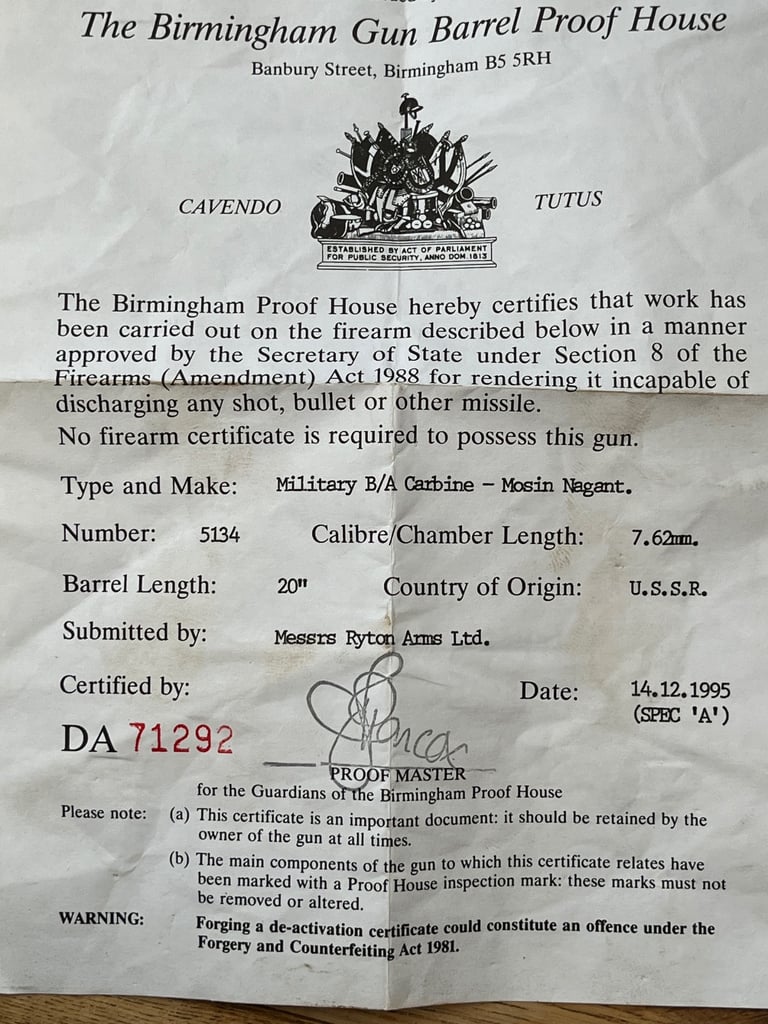 The Birmingham Gun Barrel Proof House
Banbury Street, Birmingham B5 5RH
CAVENDO TUTUS
ESTABLISHED BY ACT OF PARLIAMENT
FOR PUBLIC SECURITY, ANNO DOM. 1813
The Birmingham Proof House hereby certifies that work has
been carried out on the firearm described below in a manner
approved by the Secretary of State under Section 8 of the
Firearms (Amendment) Act 1988 for rendering it incapable of
discharging any shot, bullet or other missile.
No firearm certificate is required to possess this gun.
Type and Make: Military B/A Carbine - Mosin Nagant.
Number: 5134 Calibre/Chamber Length: 7.62mm.
Barrel Length: 20" Country of Origin: U.S.S.R.
Submitted by: Messrs Ryton Arms Ltd.
Certified by: Date: 14.12.1995
(SPEC 'A')
DA 71292
PROOF MASTER
for the Guardians of the Birmingham Proof House
Please note: (a) This certificate is an important document: it should be retained by the
owner of the gun at all times.
(b) The main components of the gun to which this certificate relates have
been marked with a Proof House inspection mark: these marks must not
be removed or altered.
WARNING: Forging a de-activation certificate could constitute an offence under the
Forgery and Counterfeiting Act 1981.